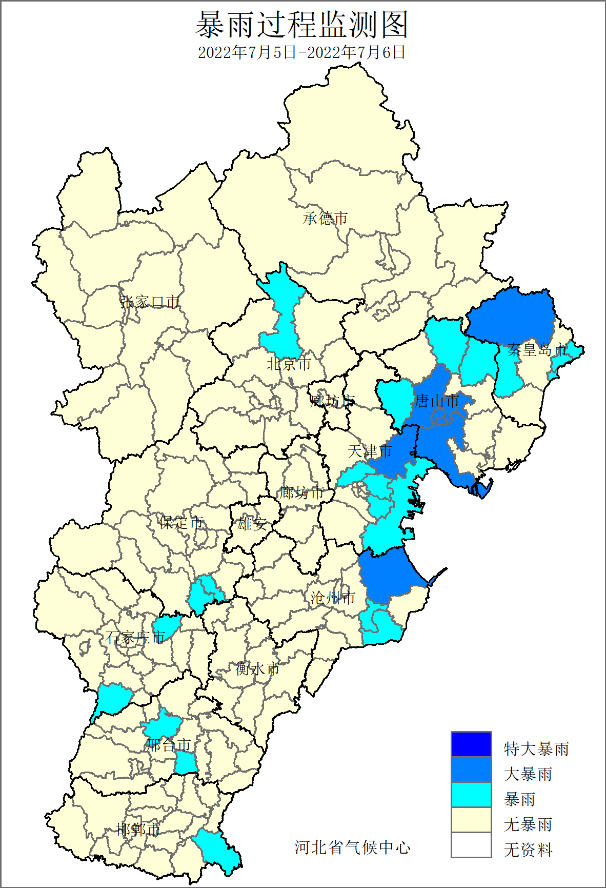 暴雨过程监测图
2022年7月5日-2022年7月6日
承德市
张家口市
秦皇岛市
北京市
廊坊市
唐山市
天津市
廊坊市
保定市
雄安
沧州市
石家庄市
衡水市
邢台市
邯郸市
特大暴雨
大暴雨
暴雨
无暴雨
无资料
河北省气候中心